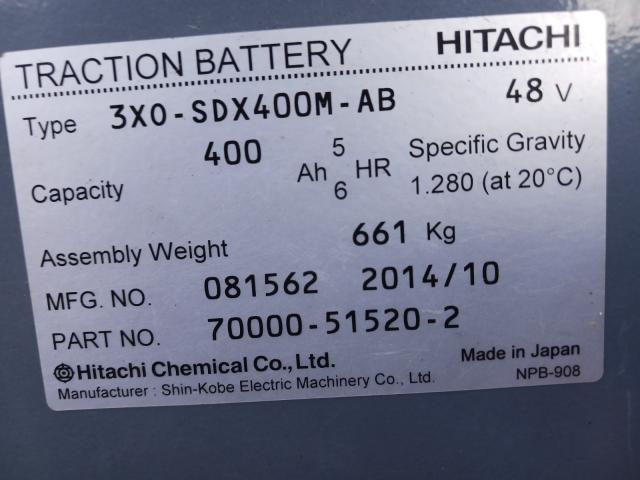 TRACTION BATTERY HITACHI
Type 3X0-SDX400M-AB 48 V
Capacity 400 Ah 5 6 HR Specific Gravity
1.280 (at 20°C)
Assembly Weight 661 Kg
MFG. NO. 081562 2014/10
PART NO. 70000-51520-2
Hitachi Chemical Co., Ltd. Made in Japan
Manufacturer : Shin-Kobe Electric Machinery Co., Ltd. NPB-908